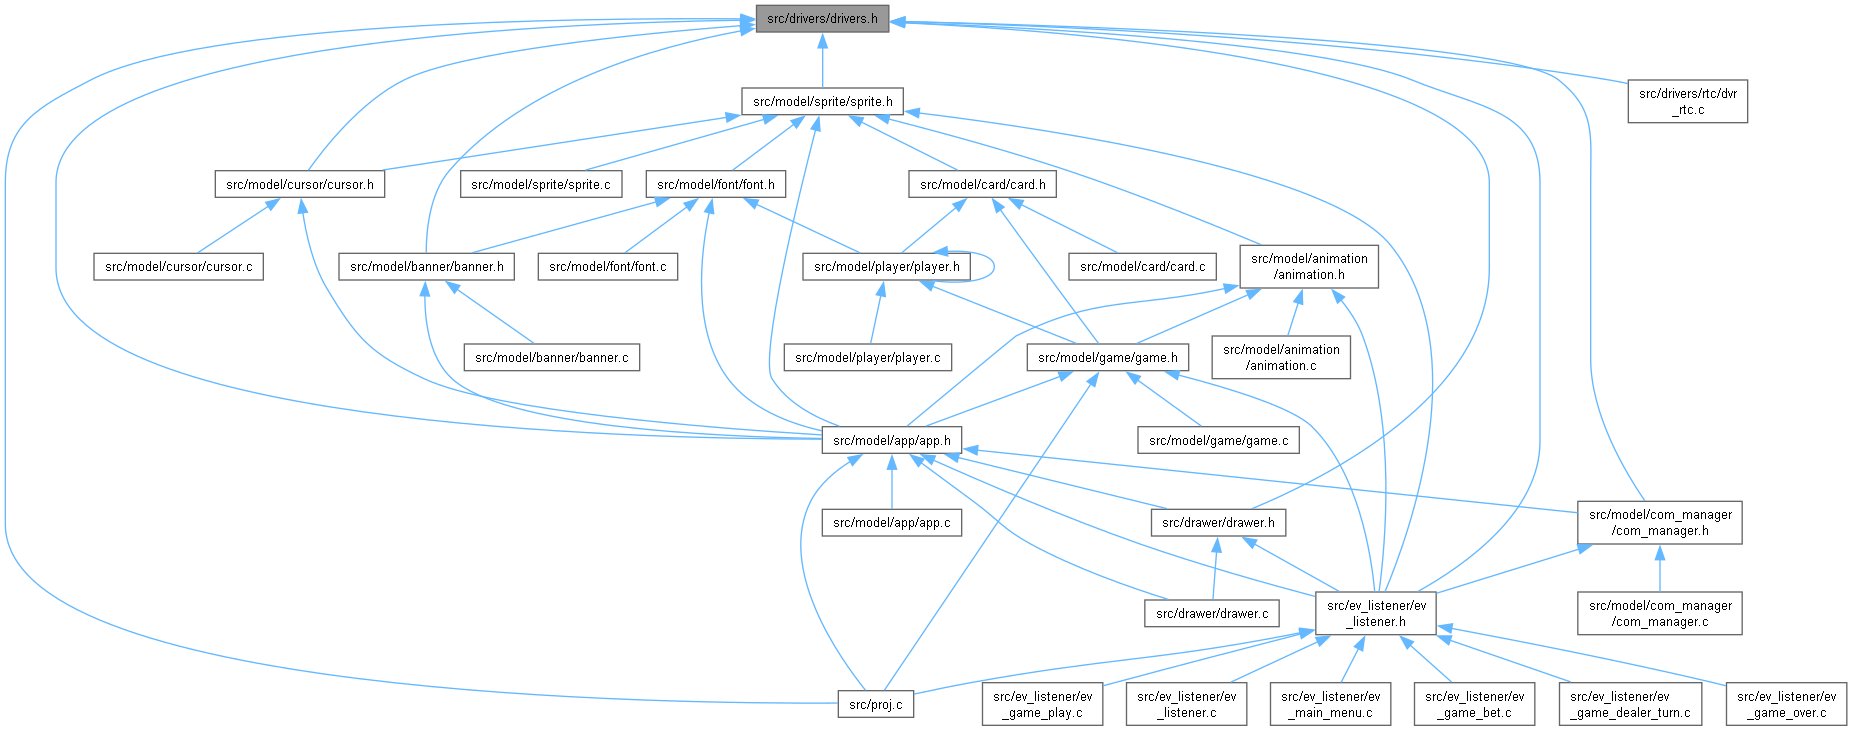 src/drivers/drivers.h
src/model/sprite/sprite.h
src/drivers/rtc/dvr
_rtc.c
src/model/cursor/cursor.h
src/model/sprite/sprite.c
src/model/font/font.h
src/model/card/card.h
src/model/cursor/cursor.c
src/model/banner/banner.h
src/model/font/font.c
src/model/player/player.h
src/model/card/card.c
src/model/animation
/animation.h
src/model/banner/banner.c
src/model/player/player.c
src/model/game/game.h
src/model/animation
/animation.c
src/model/app/app.h
src/model/game/game.c
src/model/app/app.c
src/drawer/drawer.h
src/model/com_manager
/com_manager.h
src/drawer/drawer.c
src/ev_listener/ev
_listener.h
src/model/com_manager
/com_manager.c
src/proj.c
src/ev_listener/ev
_game_play.c
src/ev_listener/ev
_listener.c
src/ev_listener/ev
_main_menu.c
src/ev_listener/ev
_game_bet.c
src/ev_listener/ev
_game_dealer_turn.c
src/ev_listener/ev
_game_over.c